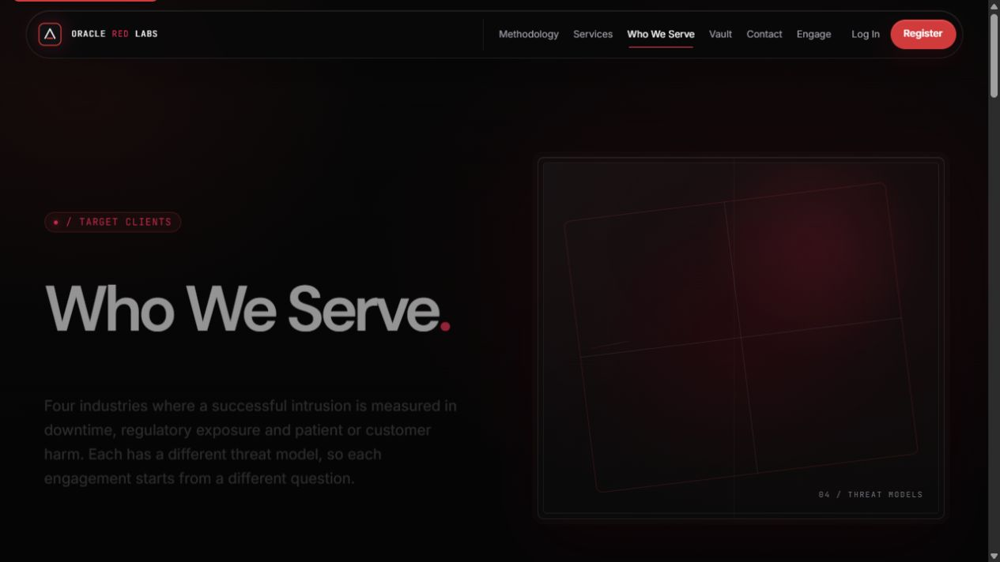 ORACLE RED LABS
Methodology Services Who We Serve Vault Contact Engage Log In Register
/ TARGET CLIENTS
Who We Serve.
Four industries where a successful intrusion is measured in
downtime, regulatory exposure and patient or customer
harm. Each has a different threat model, so each
engagement starts from a different question.
04 / THREAT MODELS